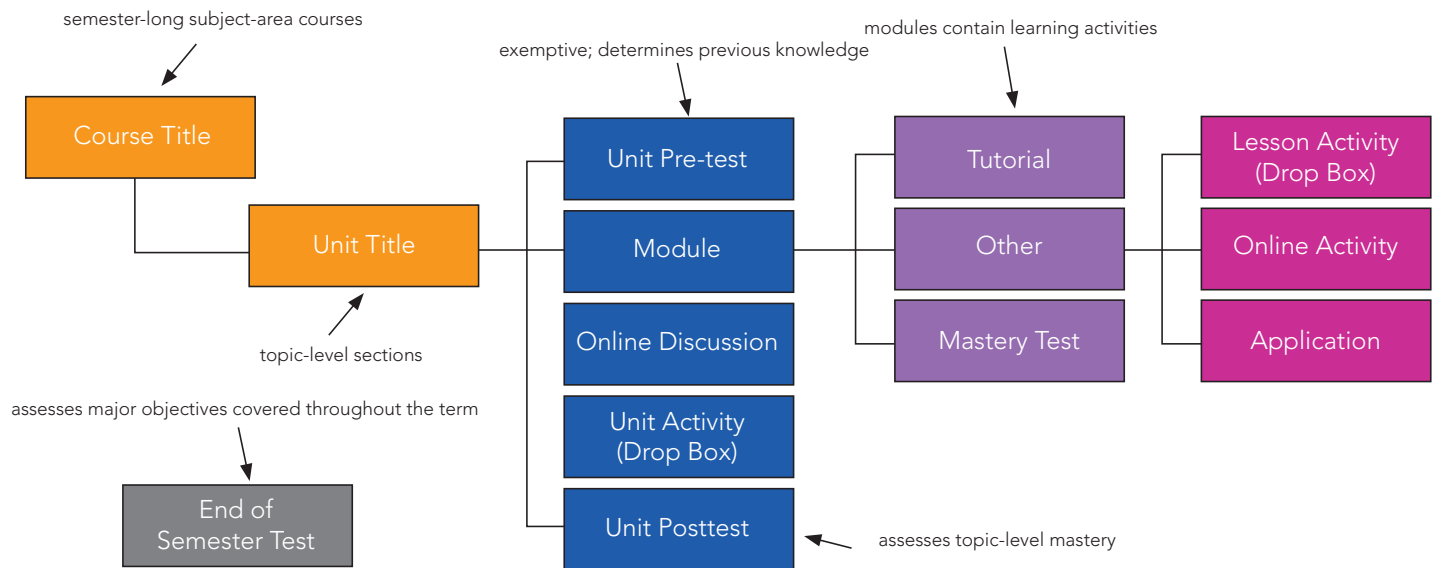 semester-long subject-area courses
modules contain learning activities
exemptive; determines previous knowledge
Course Title
Unit Title
topic-level sections
Unit Pre-test
Module
Online Discussion
Unit Activity
(Drop Box)
Unit Posttest
assesses topic-level mastery
Tutorial
Other
Mastery Test
Lesson Activity
(Drop Box)
Online Activity
Application
assesses major objectives covered throughout the term
End of
Semester Test